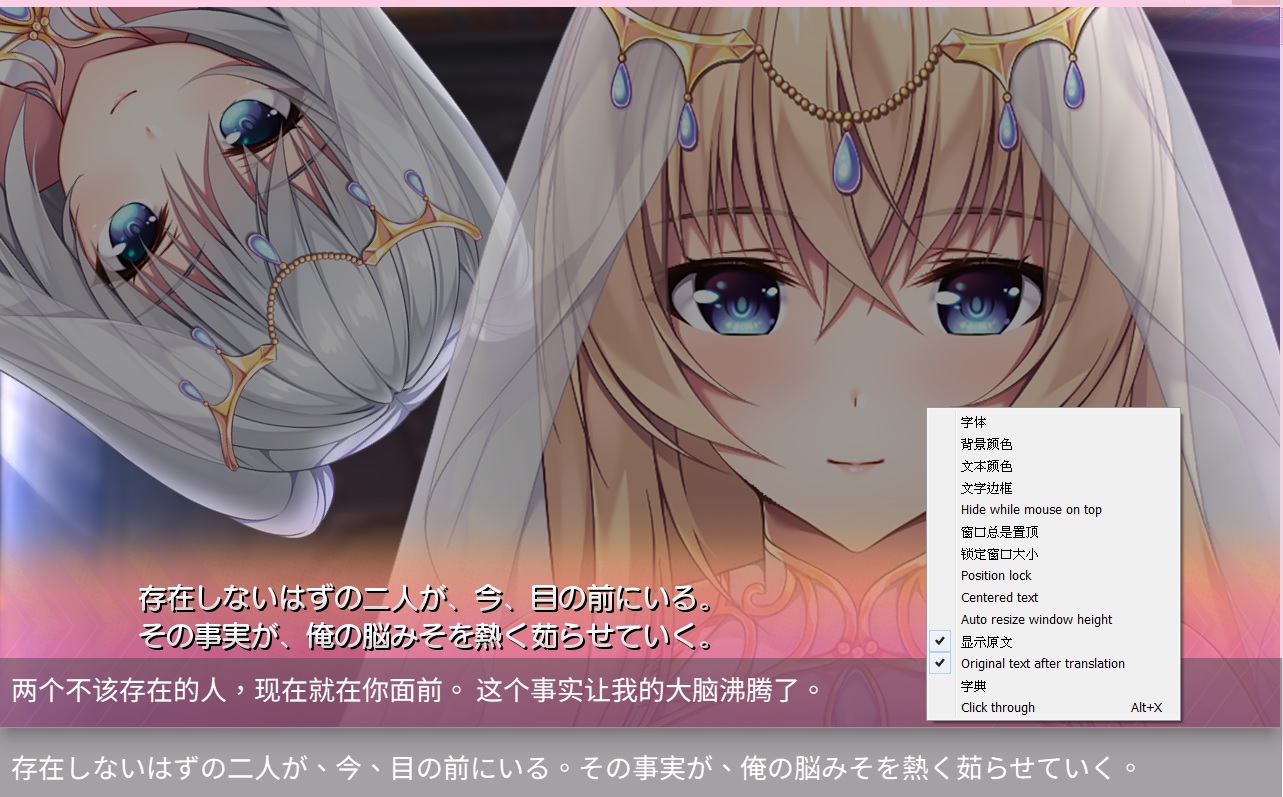 存在しないはずの二人が、今、目の前にいる。
その事実が、俺の脳みそを熱く茹らせていく。
两个不该存在的人，现在就在你面前。 这个事实让我的大脑沸腾了。
存在しないはずの二人が、今、目の前にいる。その事実が、俺の脳みそを熱く茹らせていく。
字体
背景颜色
文本颜色
文字边框
Hide while mouse on top
窗口总是置顶
锁定窗口大小
Position lock
Centered text
Auto resize window height
显示原文
Original text after translation
字典
Click through Alt+X